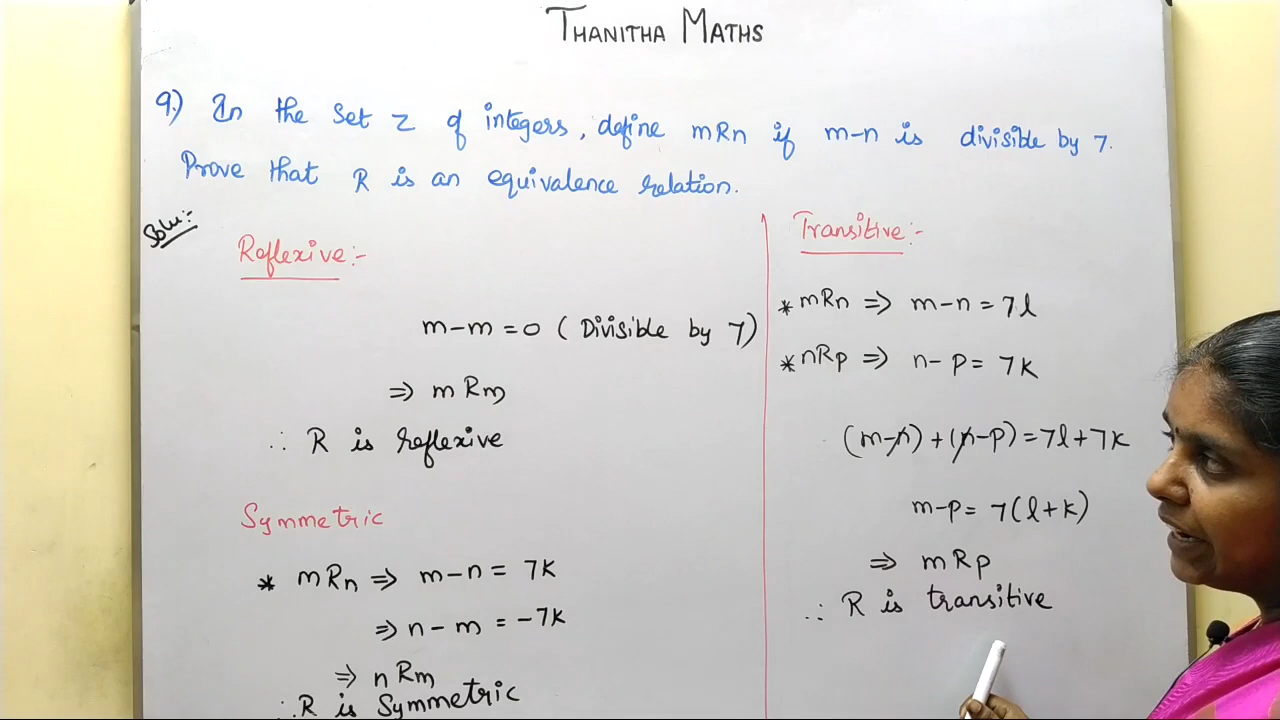 THANITHA MATHS
9.) In the set Z of integers, define mRn if m-n is divisible by 7.
Prove that R is an equivalence relation.
Solu:-
Reflexive:-
m-m = 0 (Divisible by 7)
⇒ mRm
∴ R is reflexive
Symmetric
* mRn ⇒ m-n = 7k
⇒ n-m = -7k
⇒ nRm
∴ R is Symmetric
Transitive:-
* mRn ⇒ m-n = 7l
* nRp ⇒ n-p = 7k
(m-n)+(n-p)=7l+7k
m-p= 7(l+k)
⇒ mRp
∴ R is transitive